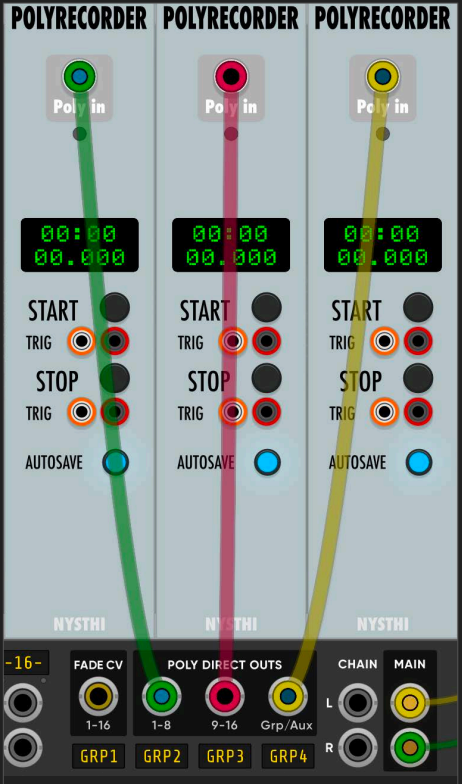 POLYRECORDER POLYRECORDER POLYRECORDER
Poly in Poly in Poly in
00:00 00:00 00:00
00.000 00.000 00.000
START START START
TRIG TRIG TRIG
STOP STOP STOP
TRIG TRIG TRIG
AUTOSAVE AUTOSAVE AUTOSAVE
NYSTHI NYSTHI NYSTHI
-16- FADE CV POLY DIRECT OUTS CHAIN MAIN
L
1-16 1-8 9-16 Grp/Aux
R
GRP1 GRP2 GRP3 GRP4